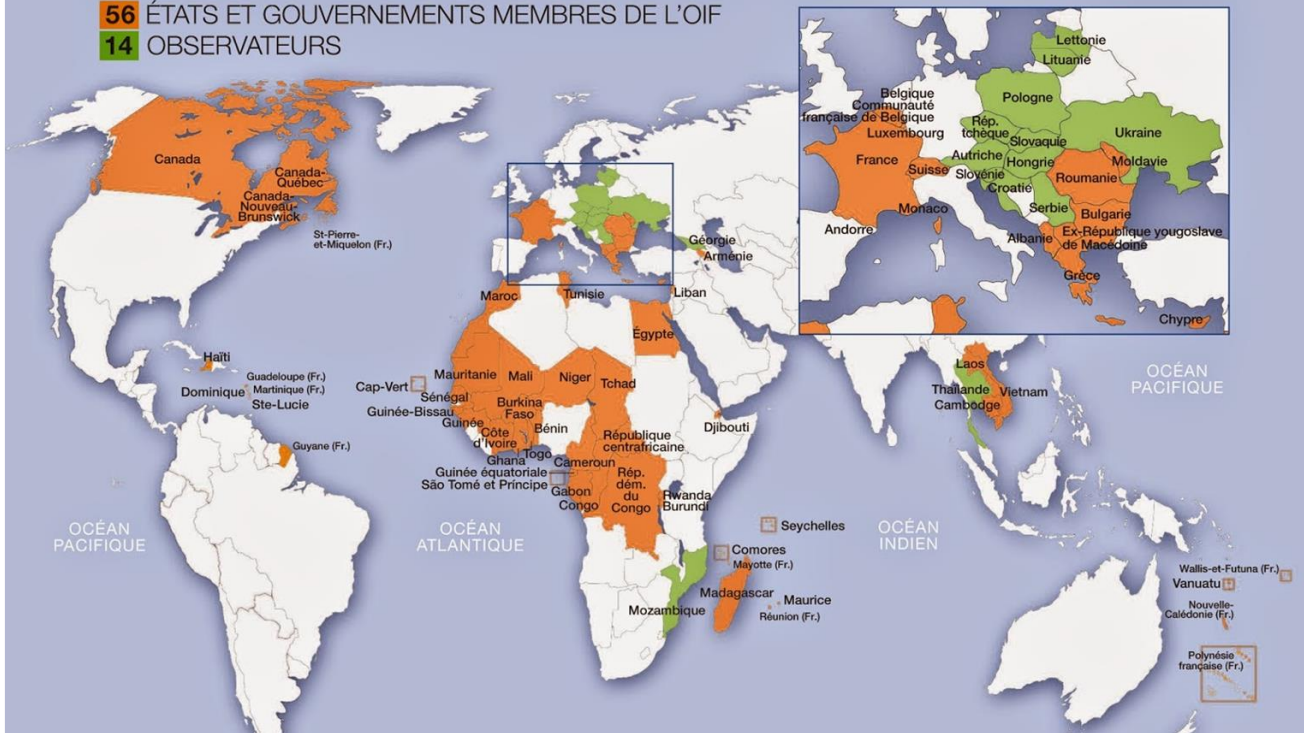 56 ÉTATS ET GOUVERNEMENTS MEMBRES DE L'OIF
14 OBSERVATEURS
Canada
Canada-
Québec
Canada-
Nouveau-
Brunswick
St-Pierre-
et-Miquelon (Fr.)
Haïti
Guadeloupe (Fr.)
Dominique
Martinique (Fr.)
Ste-Lucie
Guyane (Fr.)
OCÉAN
PACIFIQUE
OCÉAN
ATLANTIQUE
Géorgie
Arménie
Maroc
Tunisie
Liban
Égypte
Cap-Vert
Mauritanie
Mali
Niger
Tchad
Sénégal
Guinée-Bissau
Burkina
Faso
Guinée
Côte
d'Ivoire
Bénin
Togo
Ghana
Cameroun
République
centrafricaine
Djibouti
Guinée équatoriale
São Tomé et Príncipe
Gabon
Congo
Rép.
dém.
du
Congo
Rwanda
Burundi
Seychelles
Comores
Mayotte (Fr.)
Madagascar
Mozambique
Maurice
Réunion (Fr.)
OCÉAN
INDIEN
Lettonie
Lituanie
Belgique
Communauté
française de Belgique
Luxembourg
Pologne
Rép.
tchèque
Slovaquie
Ukraine
France
Suisse
Autriche
Hongrie
Moldavie
Slovénie
Croatie
Roumanie
Monaco
Serbie
Bulgarie
Andorre
Albanie
Ex-République yougoslave
de Macédoine
Grèce
Chypre
Laos
Thaïlande
Vietnam
Cambodge
OCÉAN
PACIFIQUE
Wallis-et-Futuna (Fr.)
Vanuatu
Nouvelle-
Calédonie (Fr.)
Polynésie
française (Fr.)